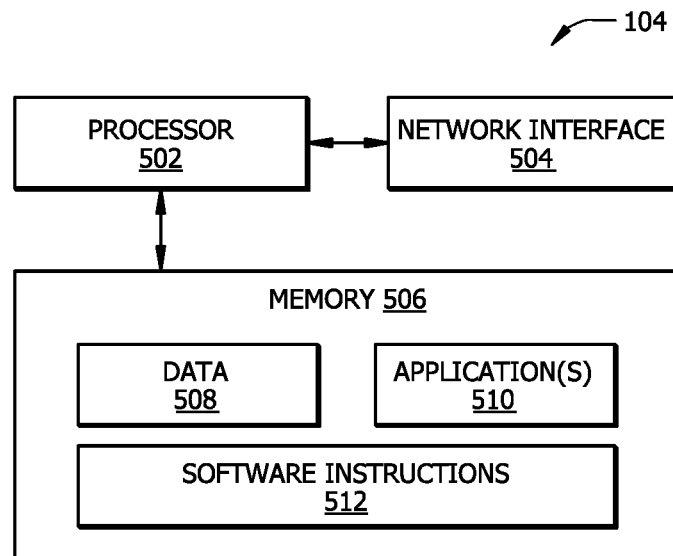 104
PROCESSOR
502
NETWORK INTERFACE
504
MEMORY 506
DATA
508
APPLICATION(S)
510
SOFTWARE INSTRUCTIONS
512